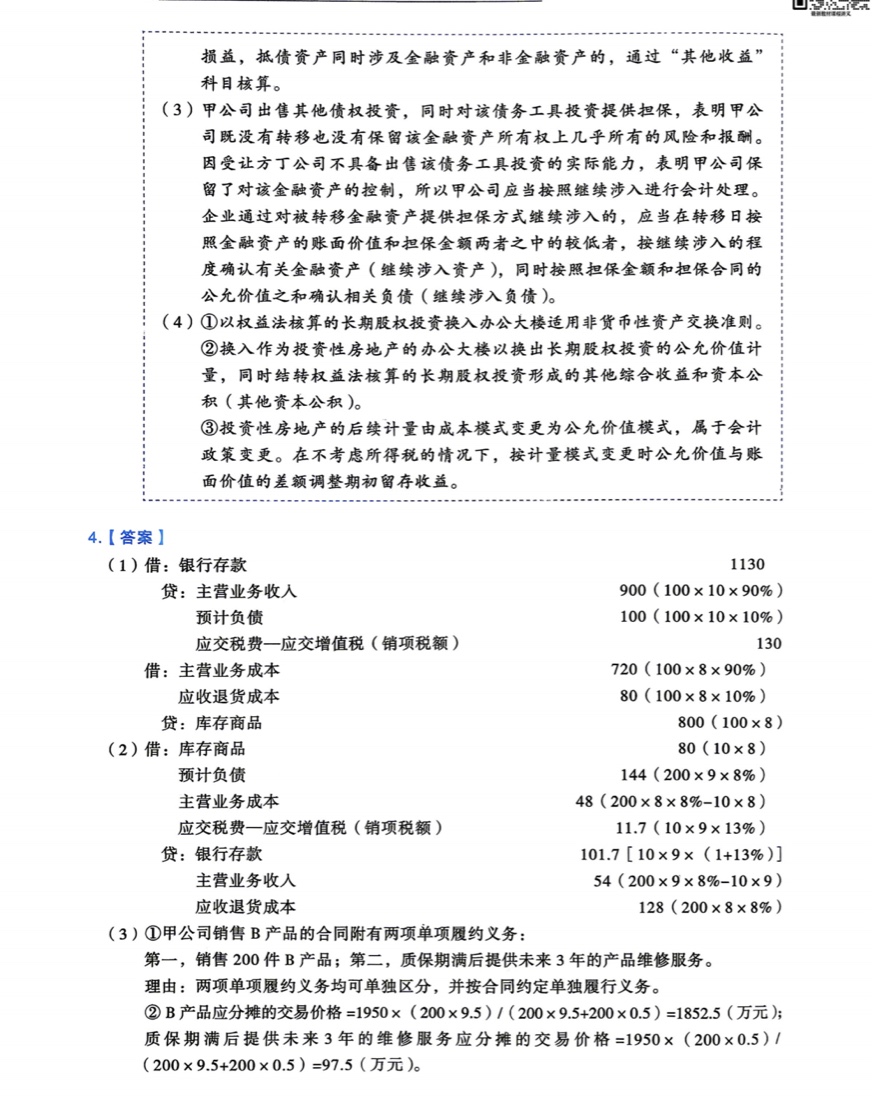 损益，抵债资产同时涉及金融资产和非金融资产的，通过“其他收益”
科目核算。
（3）甲公司出售其他债权投资，同时对该债务工具投资提供担保，表明甲公
司既没有转移也没有保留该金融资产所有权上几乎所有的风险和报酬。
因受让方丁公司不具备出售该债务工具投资的实际能力，表明甲公司保
留了对该金融资产的控制，所以甲公司应当按照继续涉入进行会计处理。
企业通过对被转移金融资产提供担保方式继续涉入的，应当在转移日按
照金融资产的账面价值和担保金额两者之中的较低者，按继续涉入的程
度确认有关金融资产（继续涉入资产），同时按照担保金额和担保合同的
公允价值之和确认相关负债（继续涉入负债）。
（4）①以权益法核算的长期股权投资换入办公大楼适用非货币性资产交换准则。
②换入作为投资性房地产的办公大楼以换出长期股权投资的公允价值计
量，同时结转权益法核算的长期股权投资形成的其他综合收益和资本公
积（其他资本公积）。
③投资性房地产的后续计量由成本模式变更为公允价值模式，属于会计
政策变更。在不考虑所得税的情况下，按计量模式变更时公允价值与账
面价值的差额调整期初留存收益。
4.【答案】
（1）借：银行存款 1130
贷：主营业务收入 900（100×10×90%）
预计负债 100（100×10×10%）
应交税费—应交增值税（销项税额） 130
借：主营业务成本 720（100×8×90%）
应收退货成本 80（100×8×10%）
贷：库存商品 800（100×8）
（2）借：库存商品 80（10×8）
预计负债 144（200×9×8%）
主营业务成本 48（200×8×8%-10×8）
应交税费—应交增值税（销项税额） 11.7（10×9×13%）
贷：银行存款 101.7［10×9×（1+13%）］
主营业务收入 54（200×9×8%-10×9）
应收退货成本 128（200×8×8%）
（3）①甲公司销售 B 产品的合同附有两项单项履约义务：
第一，销售 200 件 B 产品；第二，质保期满后提供未来 3 年的产品维修服务。
理由：两项单项履约义务均可单独区分，并按合同约定单独履行义务。
② B 产品应分摊的交易价格 =1950×（200×9.5）/（200×9.5+200×0.5）=1852.5（万元）；
质保期满后提供未来 3 年的维修服务应分摊的交易价格 =1950×（200×0.5）/
（200×9.5+200×0.5）=97.5（万元）。